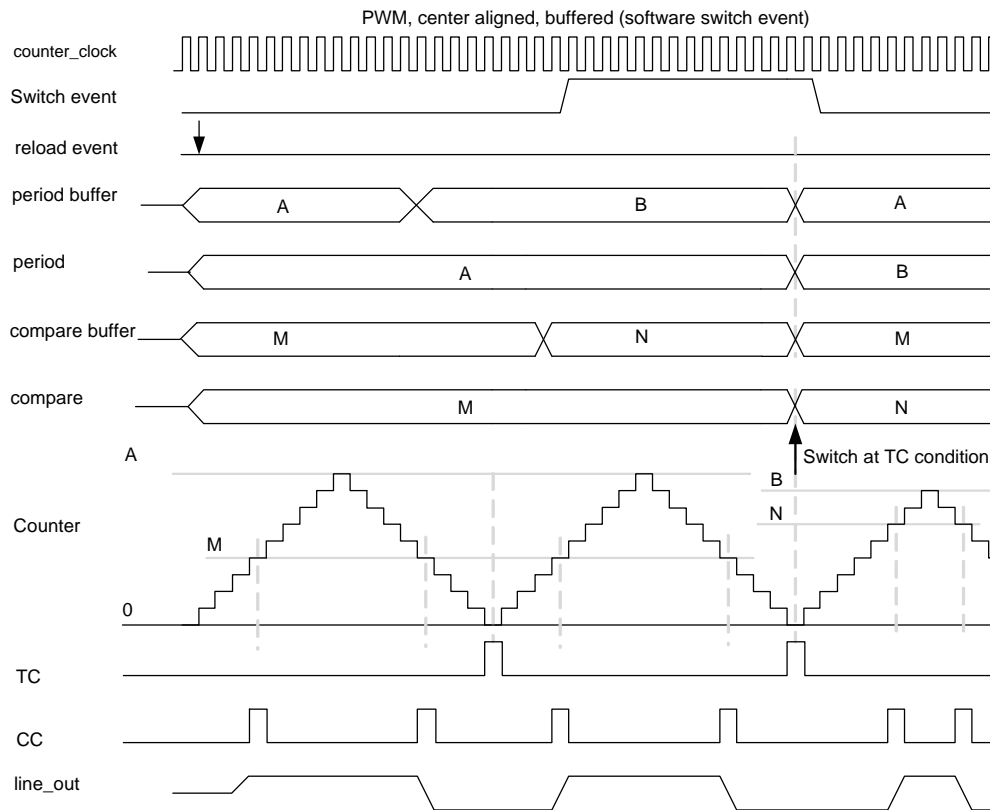 PWM, center aligned, buffered (software switch event)
counter_clock
Switch event
reload event
period buffer
A B A
period
A B
compare buffer
M N M
compare
M N
A
Switch at TC condition
B
Counter
N
M
0
TC
CC
line_out